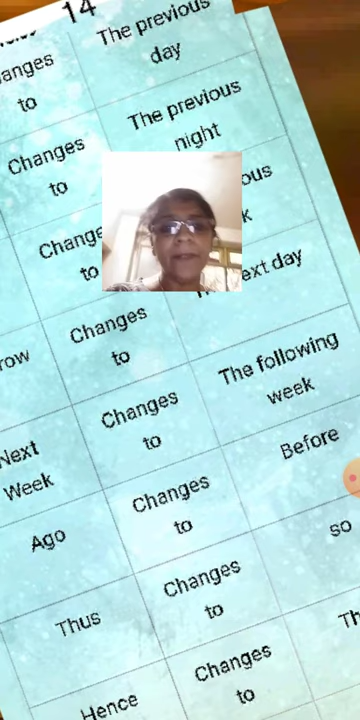 14
The previous
day
Changes
to
The previous
night
Changes
to
Changes
to
next day
Changes
to
The following
week
Next
Week
Changes
to
Before
Ago
Changes
to
so
Thus
Changes
to
Hence
Changes
to